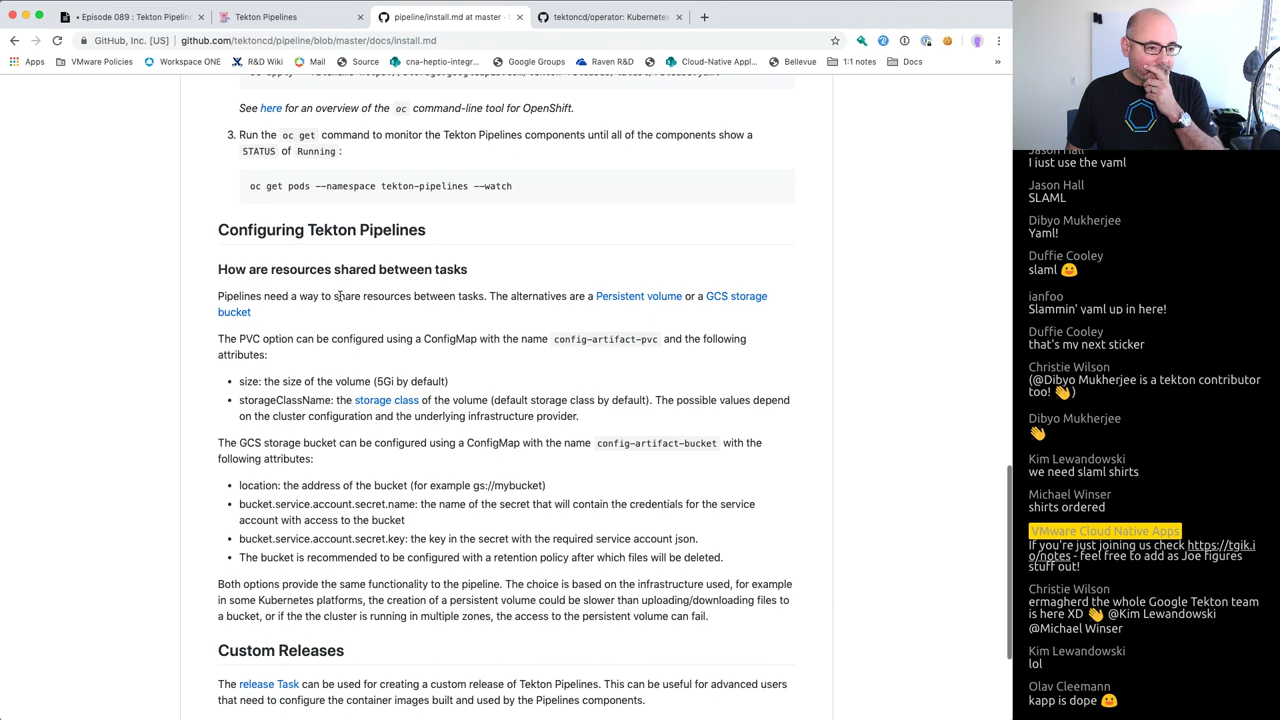 • Episode 089 : Tekton Pipeline
Tekton Pipelines
pipeline/install.md at master ·
tektoncd/operator: Kubernetes
GitHub, Inc. [US]
github.com/tektoncd/pipeline/blob/master/docs/install.md
Apps
VMware Policies
Workspace ONE
R&D Wiki
Mail
Source
cna-heptio-integr...
Google Groups
Raven R&D
Cloud-Native Appl...
Bellevue
1:1 notes
Docs
See here for an overview of the oc command-line tool for OpenShift.
3. Run the oc get command to monitor the Tekton Pipelines components until all of the components show a
STATUS of Running :
oc get pods --namespace tekton-pipelines --watch
Configuring Tekton Pipelines
How are resources shared between tasks
Pipelines need a way to share resources between tasks. The alternatives are a Persistent volume or a GCS storage
bucket
The PVC option can be configured using a ConfigMap with the name config-artifact-pvc and the following
attributes:
• size: the size of the volume (5Gi by default)
• storageClassName: the storage class of the volume (default storage class by default). The possible values depend
on the cluster configuration and the underlying infrastructure provider.
The GCS storage bucket can be configured using a ConfigMap with the name config-artifact-bucket with the
following attributes:
• location: the address of the bucket (for example gs://mybucket)
• bucket.service.account.secret.name: the name of the secret that will contain the credentials for the service
account with access to the bucket
• bucket.service.account.secret.key: the key in the secret with the required service account json.
• The bucket is recommended to be configured with a retention policy after which files will be deleted.
Both options provide the same functionality to the pipeline. The choice is based on the infrastructure used, for example
in some Kubernetes platforms, the creation of a persistent volume could be slower than uploading/downloading files to
a bucket, or if the the cluster is running in multiple zones, the access to the persistent volume can fail.
Custom Releases
The release Task can be used for creating a custom release of Tekton Pipelines. This can be useful for advanced users
that need to configure the container images built and used by the Pipelines components.
Jason Hall
I just use the yaml
Jason Hall
SLAML
Dibyo Mukherjee
Yaml!
Duffie Cooley
slaml 😛
ianfoo
Slammin' yaml up in here!
Duffie Cooley
that's my next sticker
Christie Wilson
(@Dibyo Mukherjee is a tekton contributor
too! 👋)
Dibyo Mukherjee
👋
Kim Lewandowski
we need slaml shirts
Michael Winser
shirts ordered
VMware Cloud Native Apps
If you're just joining us check https://tgik.i
o/notes - feel free to add as Joe figures
stuff out!
Christie Wilson
ermagherd the whole Google Tekton team
is here XD 👋 @Kim Lewandowski
@Michael Winser
Kim Lewandowski
lol
Olav Cleemann
kapp is dope 😛